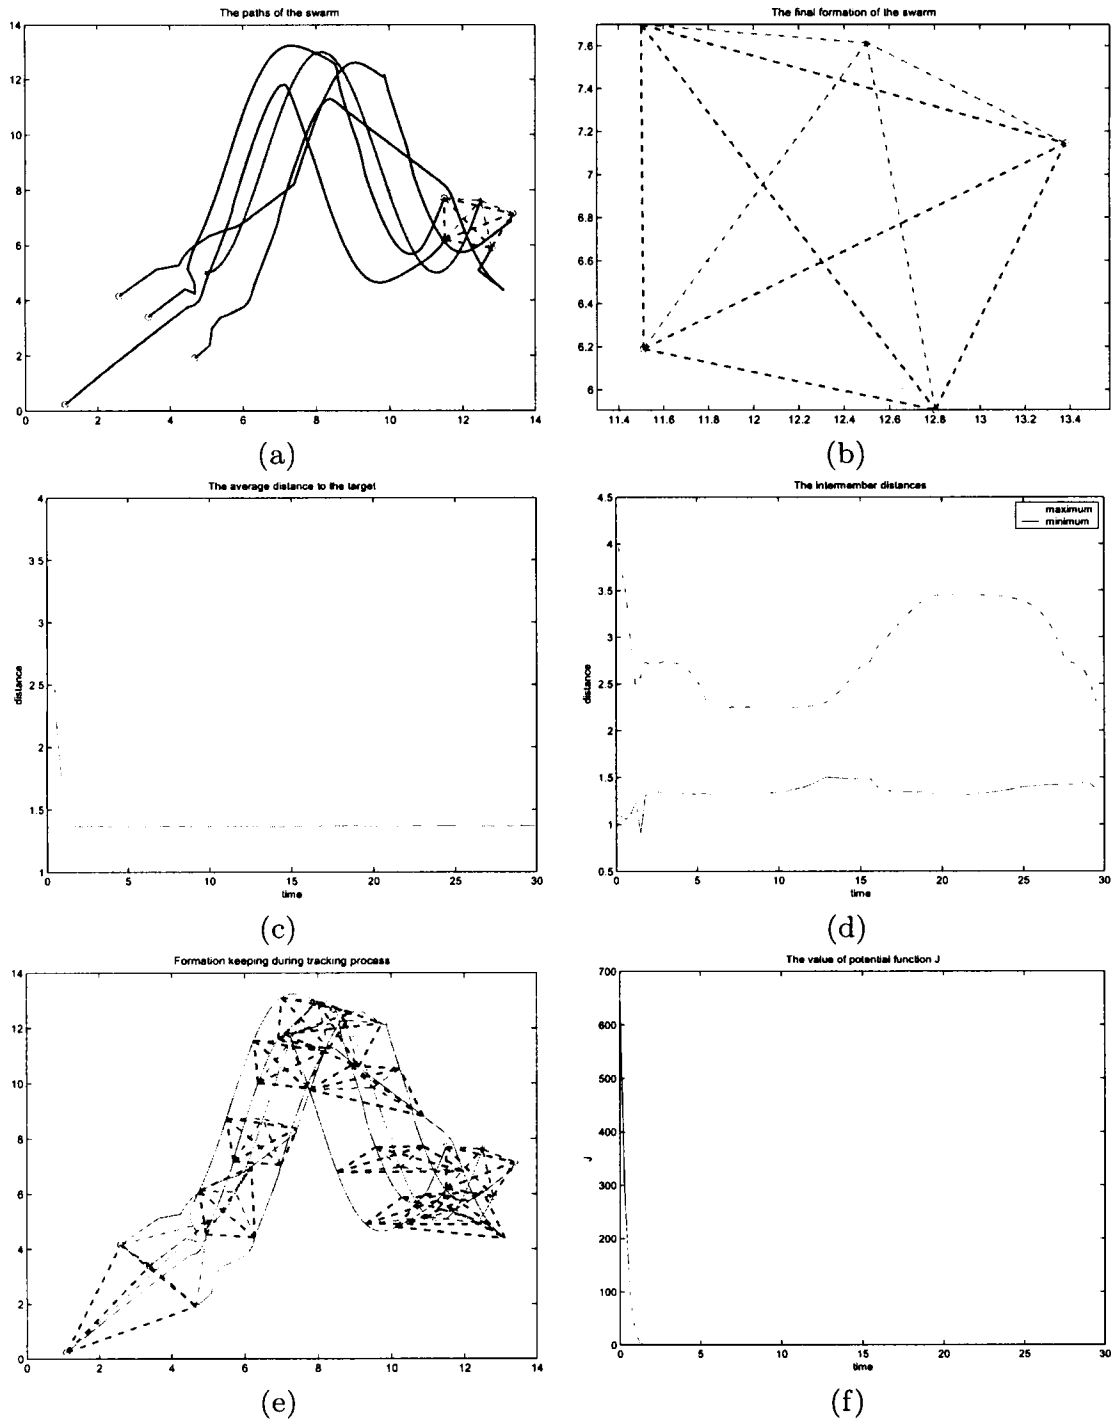 The paths of the swarm
14
12
10
8
6
4
2
0
0 2 4 6 8 10 12 14
(a)
The final formation of the swarm
7.6
7.4
7.2
7
6.8
6.6
6.4
6.2
6
11.4 11.6 11.8 12 12.2 12.4 12.6 12.8 13 13.2 13.4
(b)
The average distance to the target
4
3 5
3
2 5
2
1.5
1
distance
0 5 10 15 20 25 30
time
(c)
The intermember distances
maximum
minimum
4.5
4
3.5
3
2.5
2
1.5
1
0.5
distance
0 5 10 15 20 25 30
time
(d)
Formation keeping during tracking process
14
12
10
8
6
4
2
0
0 2 4 6 8 10 12 14
(e)
The value of potential function J
700
600
500
400
300
200
100
0
J
0 5 10 15 20 25 30
time
(f)